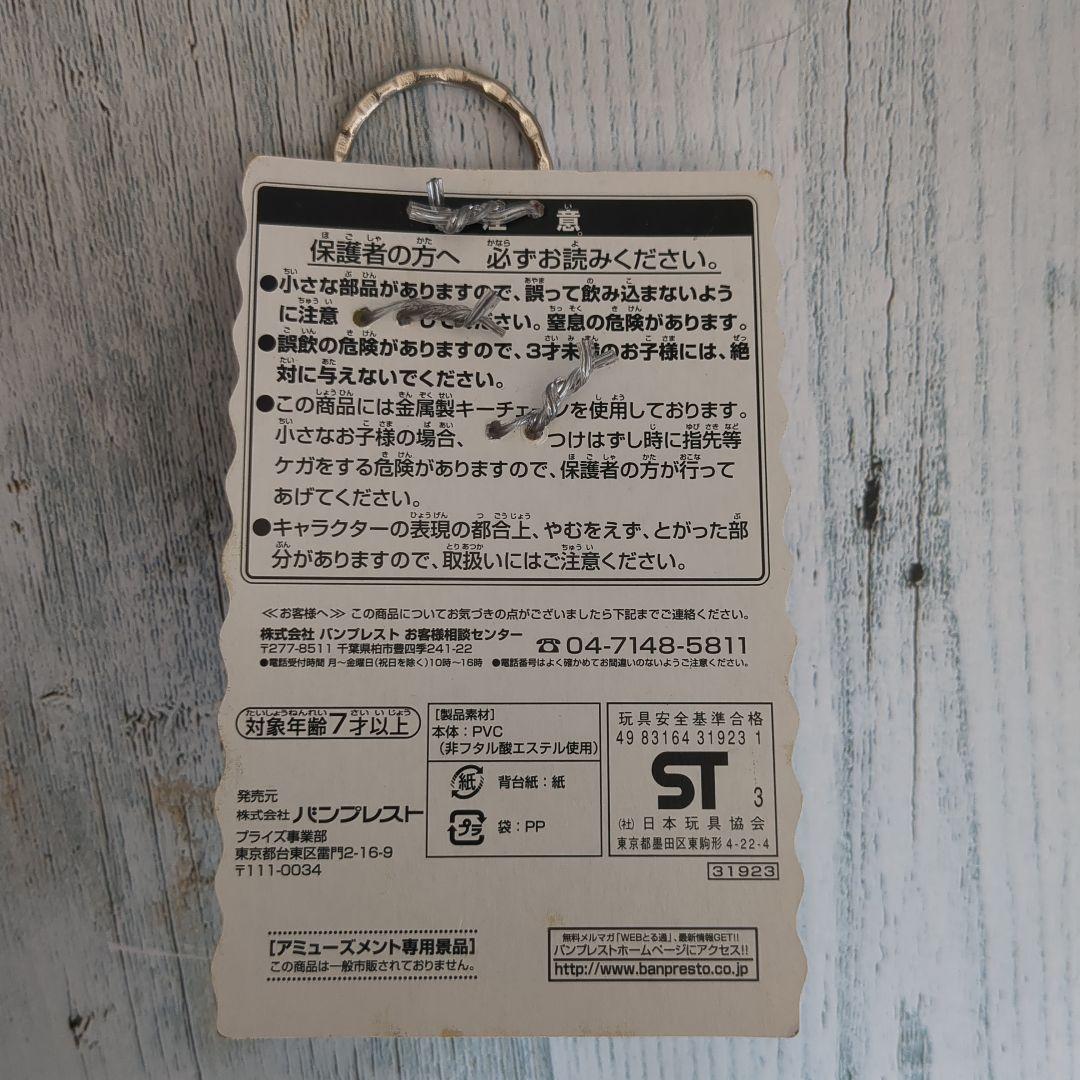 注意
保護者の方へ 必ずお読みください。
●小さな部品がありますので、誤って飲み込まないよう
に注意 してください。窒息の危険があります。
●誤飲の危険がありますので、3才未満のお子様には、絶
対に与えないでください。
●この商品には金属製キーチェーンを使用しております。
小さなお子様の場合、 つけはずし時に指先等
ケガをする危険がありますので、保護者の方が行って
あげてください。
●キャラクターの表現の都合上、やむをえず、とがった部
分がありますので、取扱いにはご注意ください。
≪お客様へ≫ この商品についてお気づきの点がございましたら下記までご連絡ください。
株式会社 バンプレスト お客様相談センター
〒277-8511 千葉県柏市豊四季241-22
☎04-7148-5811
●電話受付時間 月〜金曜日(祝日を除く)10時〜16時 ●電話番号はよく確かめてお間違いのないようご注意ください。
対象年齢7才以上
発売元
株式会社 バンプレスト
プライズ事業部
東京都台東区雷門2-16-9
〒111-0034
[製品素材]
本体:PVC
(非フタル酸エステル使用)
紙 背台紙:紙
プラ 袋:PP
玩具安全基準合格
49 83164 31923 1
ST 3
(社)日本玩具協会
東京都墨田区東駒形4-22-4
31923
[アミューズメント専用景品]
この商品は一般市販されておりません。
無料メルマガ「WEBとる通」、最新情報GET!!
バンプレストホームページにアクセス!!
http://www.banpresto.co.jp